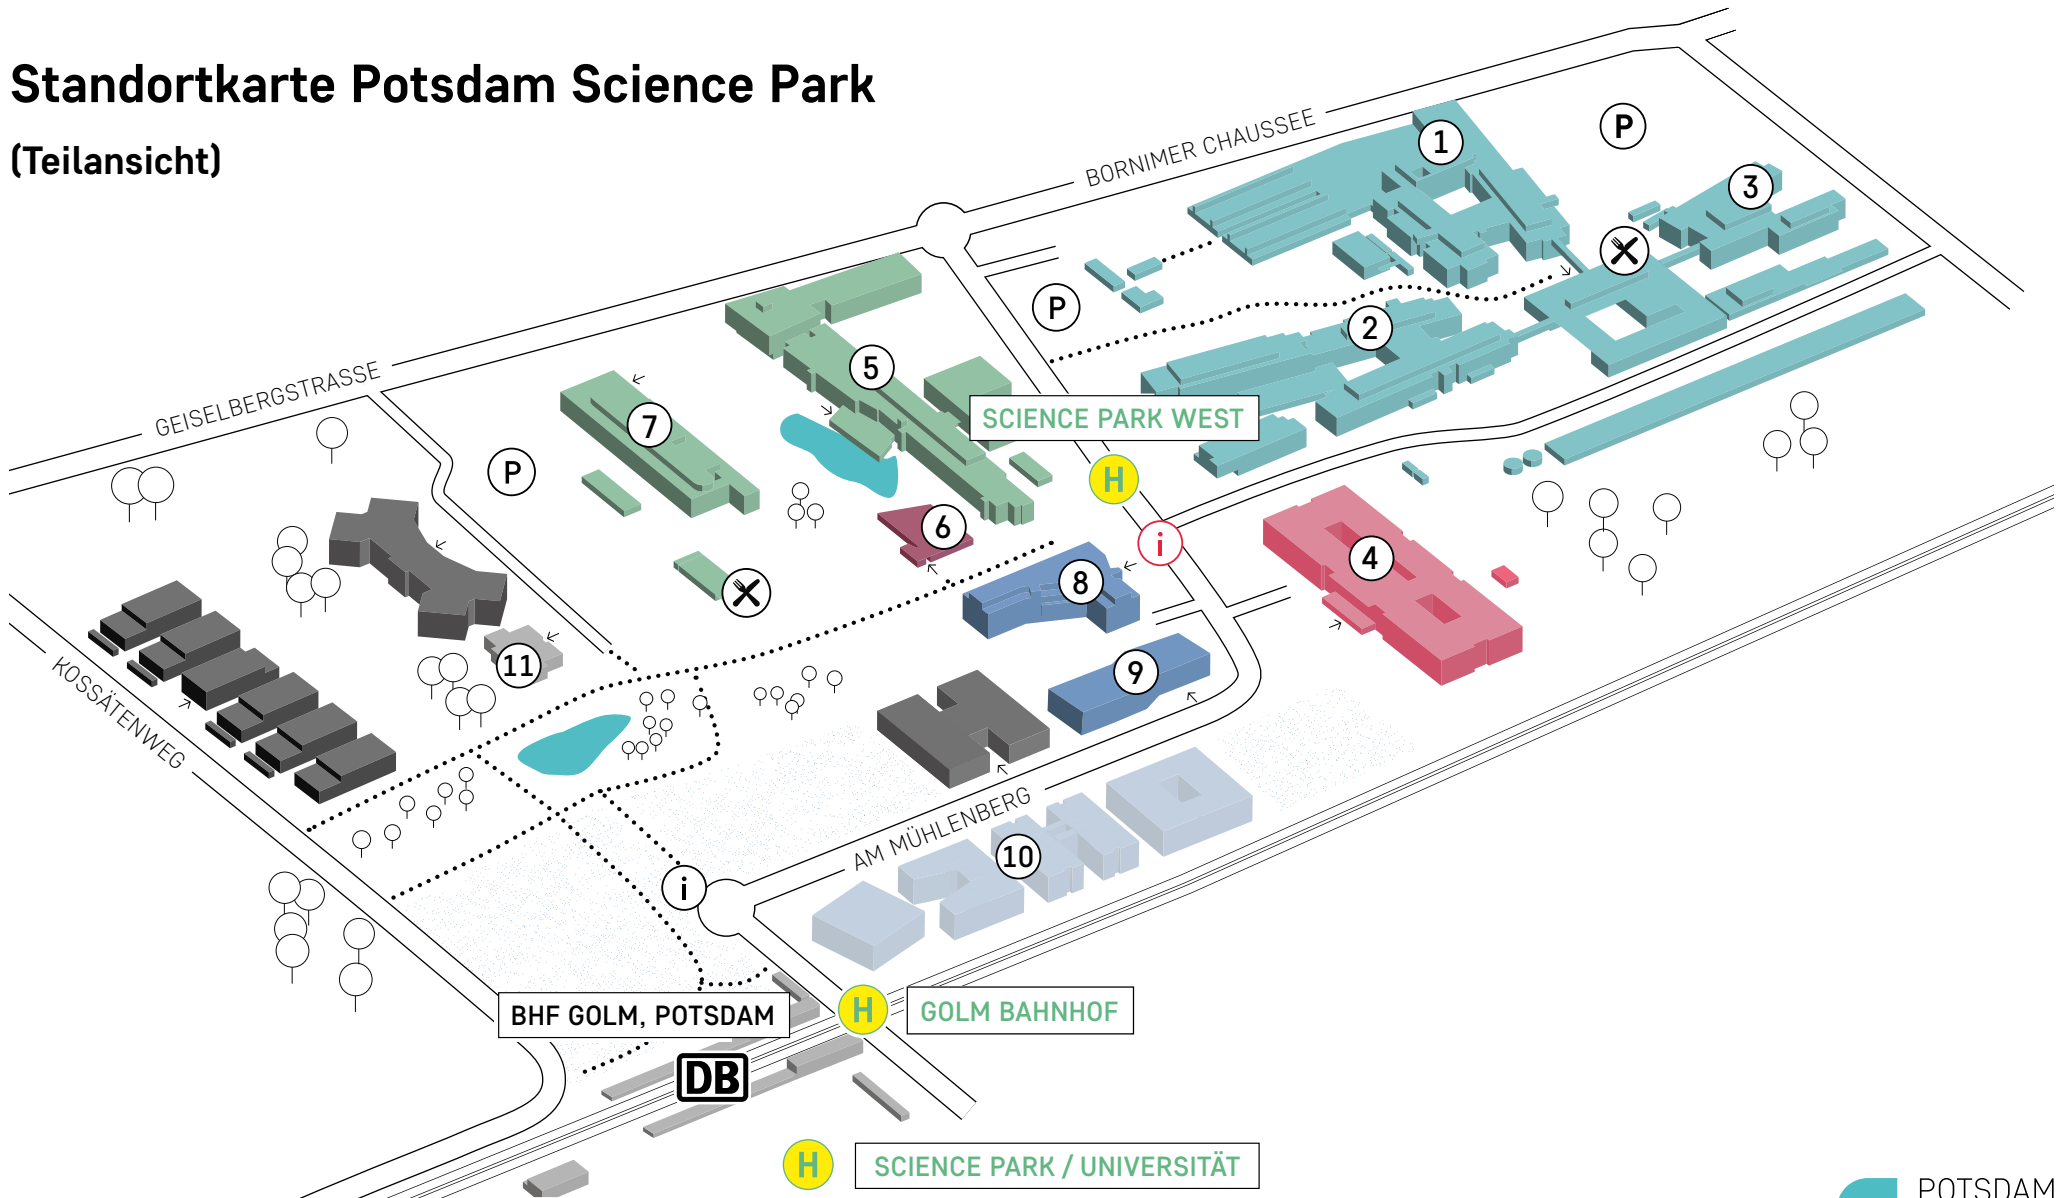 Standortkarte Potsdam Science Park
(Teilansicht)
BORNIMER CHAUSSEE
1
P
3
2
P
GEISELBERGSTRASSE
5
7
SCIENCE PARK WEST
P
H
6
i
4
8
11
9
KOSSÄTENWEG
AM MÜHLENBERG
10
i
BHF GOLM, POTSDAM
H
GOLM BAHNHOF
DB
H
SCIENCE PARK / UNIVERSITÄT
POTSDAM